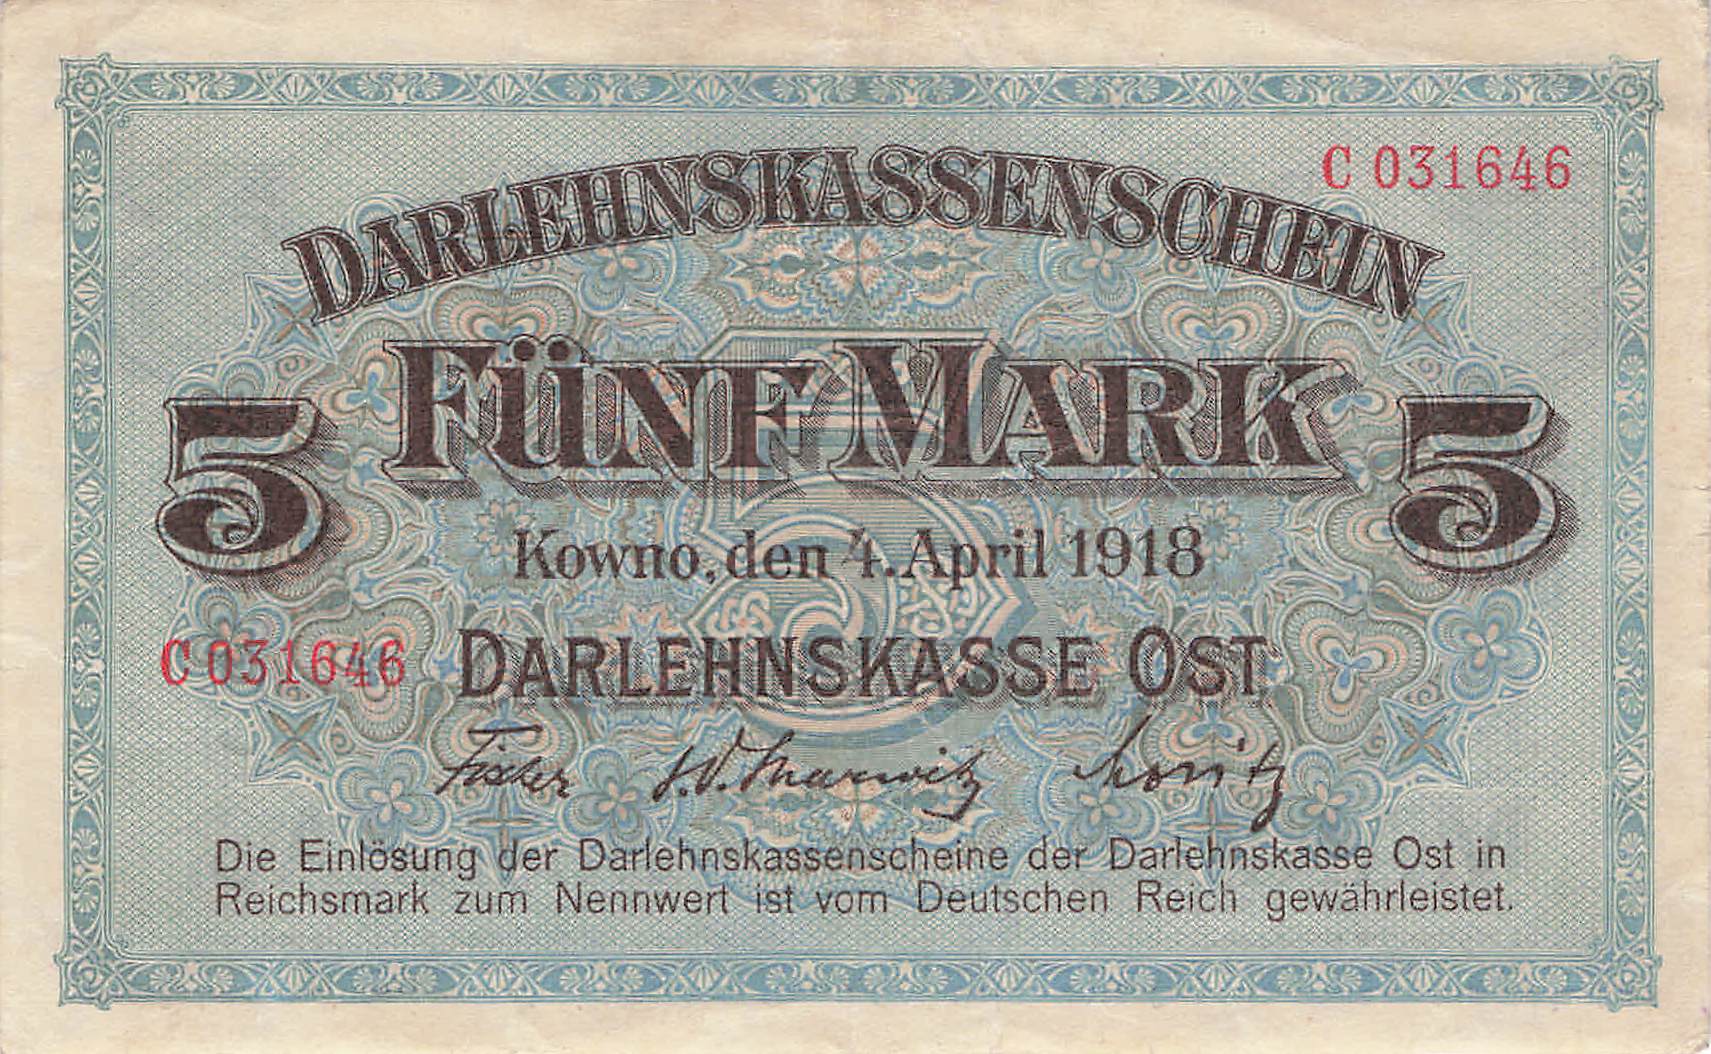 C 031646
DARLEHNSKASSENSCHEIN
FÜNF MARK
5 5
Kowno, den 4. April 1918
C 031646
DARLEHNSKASSE OST
Fischer
Die Einlösung der Darlehnskassenscheine der Darlehnskasse Ost in
Reichsmark zum Nennwert ist vom Deutschen Reich gewährleistet.